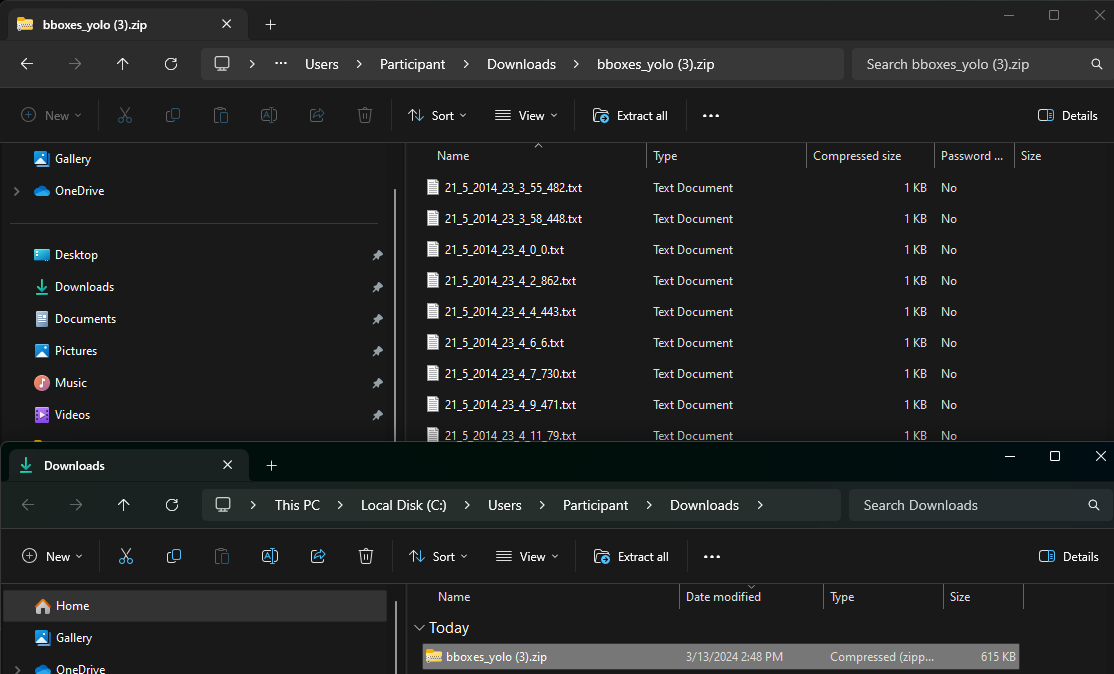 bboxes_yolo (3).zip
··· Users Participant Downloads bboxes_yolo (3).zip Search bboxes_yolo (3).zip
New Sort View Extract all ••• Details
Gallery
OneDrive
Desktop
Downloads
Documents
Pictures
Music
Videos
Name Type Compressed size Password ... Size
21_5_2014_23_3_55_482.txt Text Document 1 KB No
21_5_2014_23_3_58_448.txt Text Document 1 KB No
21_5_2014_23_4_0_0.txt Text Document 1 KB No
21_5_2014_23_4_2_862.txt Text Document 1 KB No
21_5_2014_23_4_4_443.txt Text Document 1 KB No
21_5_2014_23_4_6_6.txt Text Document 1 KB No
21_5_2014_23_4_7_730.txt Text Document 1 KB No
21_5_2014_23_4_9_471.txt Text Document 1 KB No
21_5_2014_23_4_11_79.txt Text Document 1 KB No
Downloads
This PC Local Disk (C:) Users Participant Downloads Search Downloads
New Sort View Extract all ••• Details
Home
Gallery
OneDrive
Name Date modified Type Size
Today
bboxes_yolo (3).zip 3/13/2024 2:48 PM Compressed (zipp... 615 KB